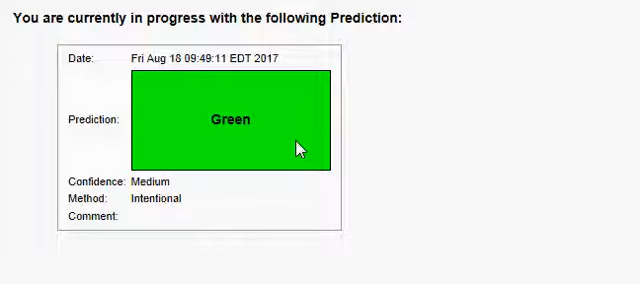 You are currently in progress with the following Prediction:
Date: Fri Aug 18 09:49:11 EDT 2017
Prediction: Green
Confidence: Medium
Method: Intentional
Comment: